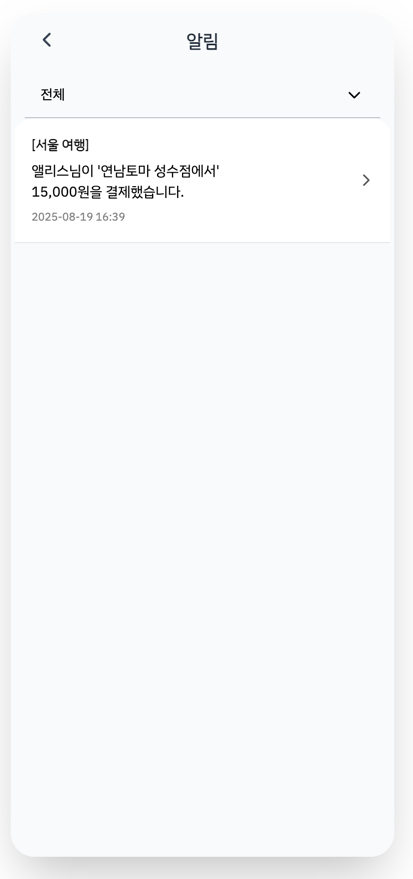 알림
전체
[서울 여행]
앨리스님이 '연남토마 성수점에서'
15,000원을 결제했습니다.
2025-08-19 16:39